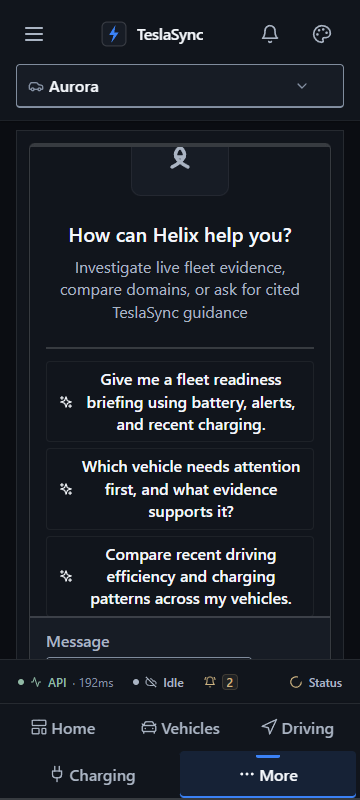 TeslaSync
Aurora
How can Helix help you?
Investigate live fleet evidence,
compare domains, or ask for cited
TeslaSync guidance
Give me a fleet readiness
briefing using battery, alerts,
and recent charging.
Which vehicle needs attention
first, and what evidence
supports it?
Compare recent driving
efficiency and charging
patterns across my vehicles.
Message
API · 192ms Idle 2 Status
Home Vehicles Driving
Charging More